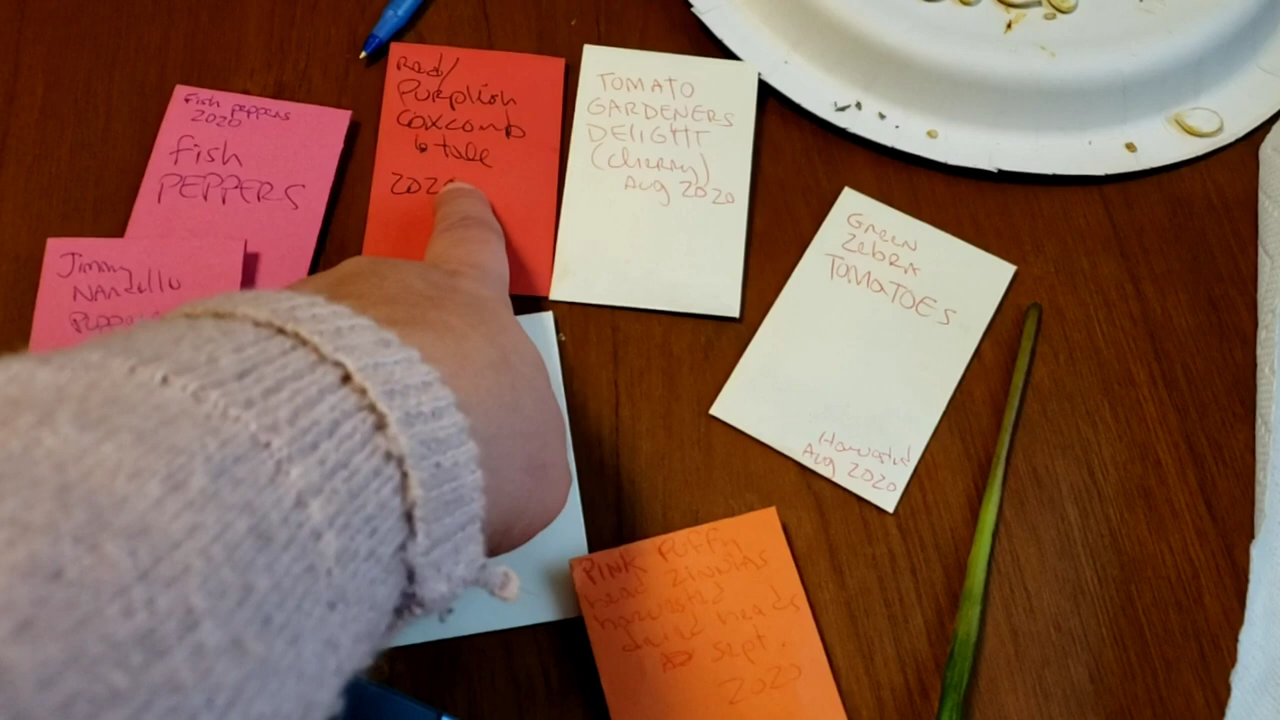 Fish peppers
2020
fish
PEPPERS
Jimmy
NArdello
Red/
Purplish
Coxcomb
6 tall
2020
TOMATO
GARDENERS
DELIGHT
(cherry)
Aug 2020
GReeN
ZebRA
TOMATOES
Harvested
Aug 2020
PINK PUFFy
head ZINNIAS
harvested
dried heads
sept.
2020